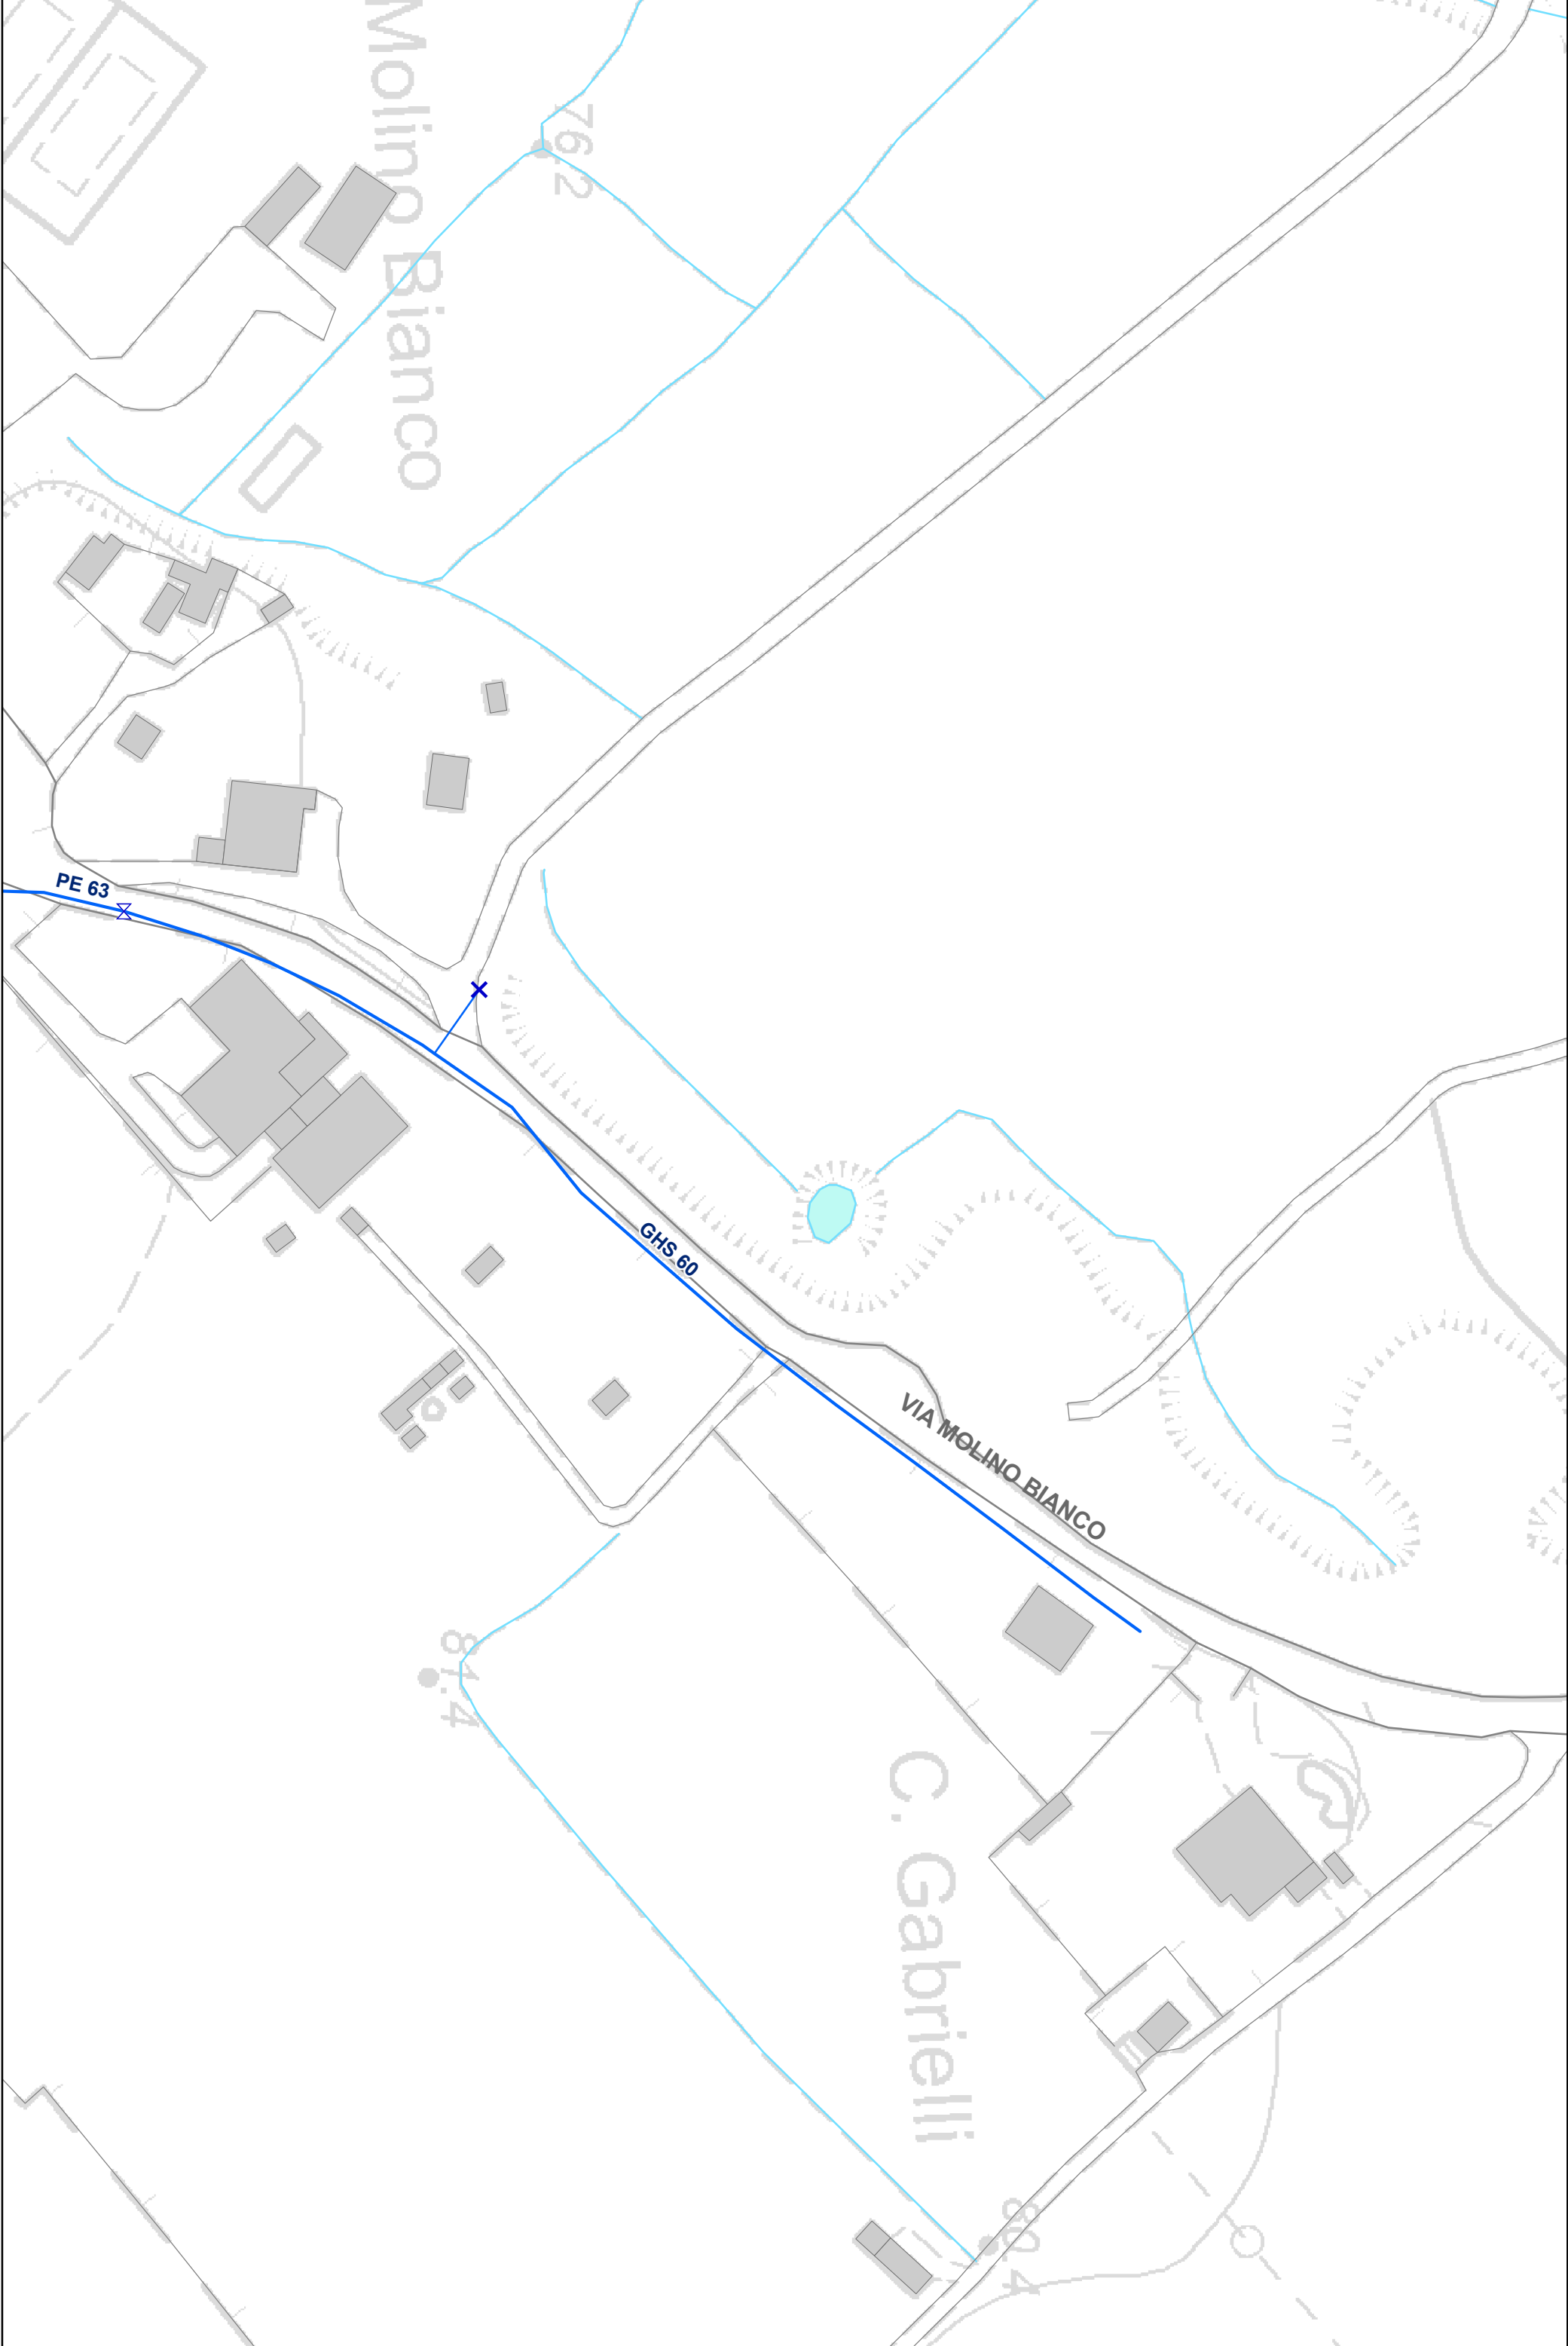 Molino Bianco
76.2
PE 63
GHS 60
VIA MOLINO BIANCO
81.4
C. Gabrielli
80.4